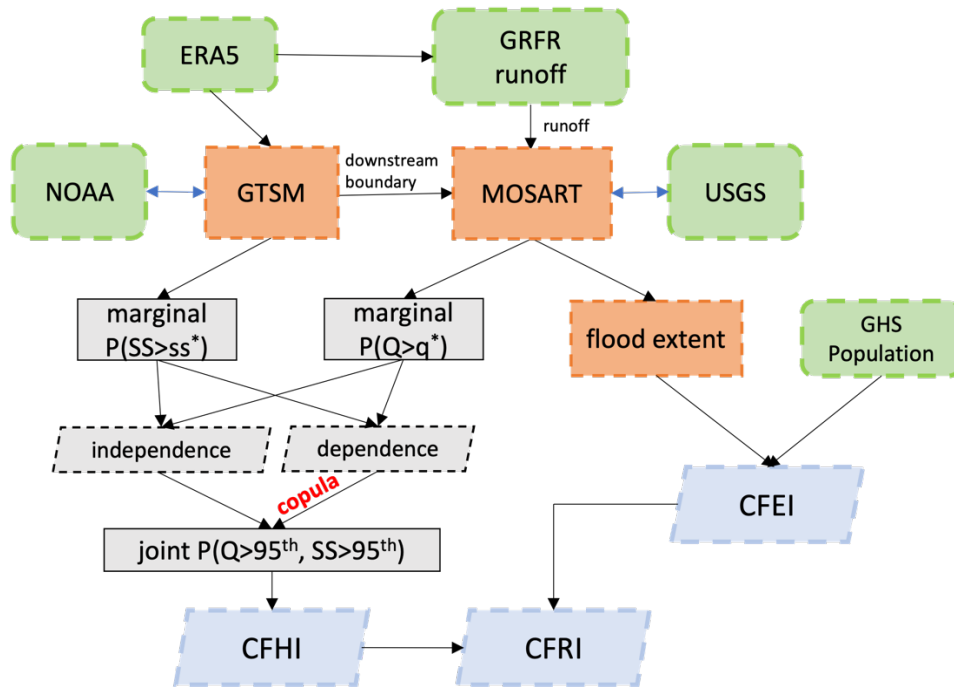 ERA5
GRFR
runoff
runoff
NOAA
GTSM
downstream
boundary
MOSART
USGS
marginal
P(SS>ss*)
marginal
P(Q>q*)
flood extent
GHS
Population
independence
dependence
copula
CFEI
joint P(Q>95th, SS>95th)
CFHI
CFRI